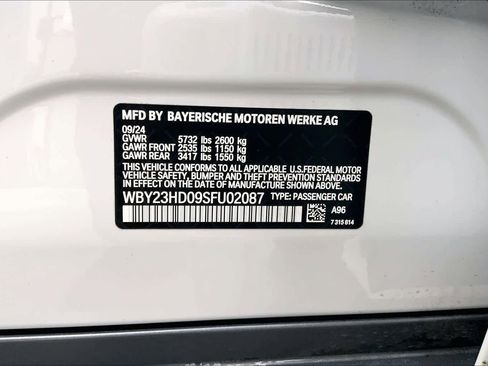 MFD BY BAYERISCHE MOTOREN WERKE AG
09/24
GVWR 5732 lbs 2600 kg
GAWR FRONT 2535 lbs 1150 kg
GAWR REAR 3417 lbs 1550 kg
THIS VEHICLE CONFORMS TO ALL APPLICABLE U.S.FEDERAL MOTOR
VEHICLE SAFETY, BUMPER AND THEFT PREVENTION STANDARDS
IN EFFECT ON THE DATE OF MANUFACTURE SHOWN ABOVE.
WBY23HD09SFU02087 TYPE: PASSENGER CAR
A96
7 315 614